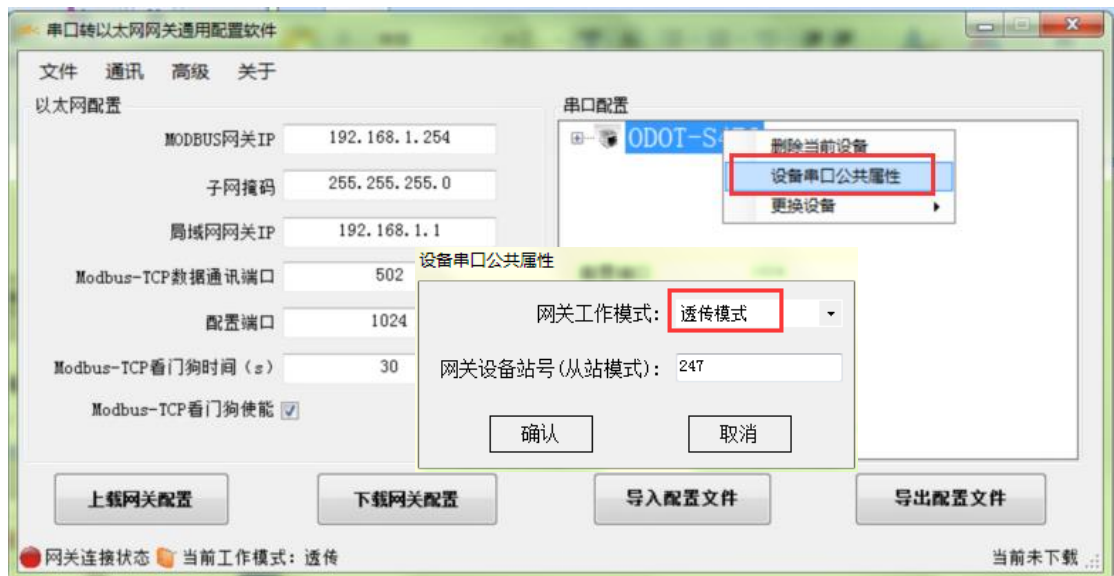 串口转以太网网关通用配置软件
文件 通讯 高级 关于
以太网配置
MODBUS网关IP 192.168.1.254
子网掩码 255.255.255.0
局域网网关IP 192.168.1.1
Modbus-TCP数据通讯端口 502
配置端口 1024
Modbus-TCP看门狗时间(s) 30
Modbus-TCP看门狗使能
串口配置
删除当前设备
设备串口公共属性
更换设备
设备串口公共属性
网关工作模式: 透传模式
网关设备站号(从站模式): 247
确认 取消
上载网关配置 下载网关配置 导入配置文件 导出配置文件
网关连接状态 当前工作模式: 透传 当前未下载